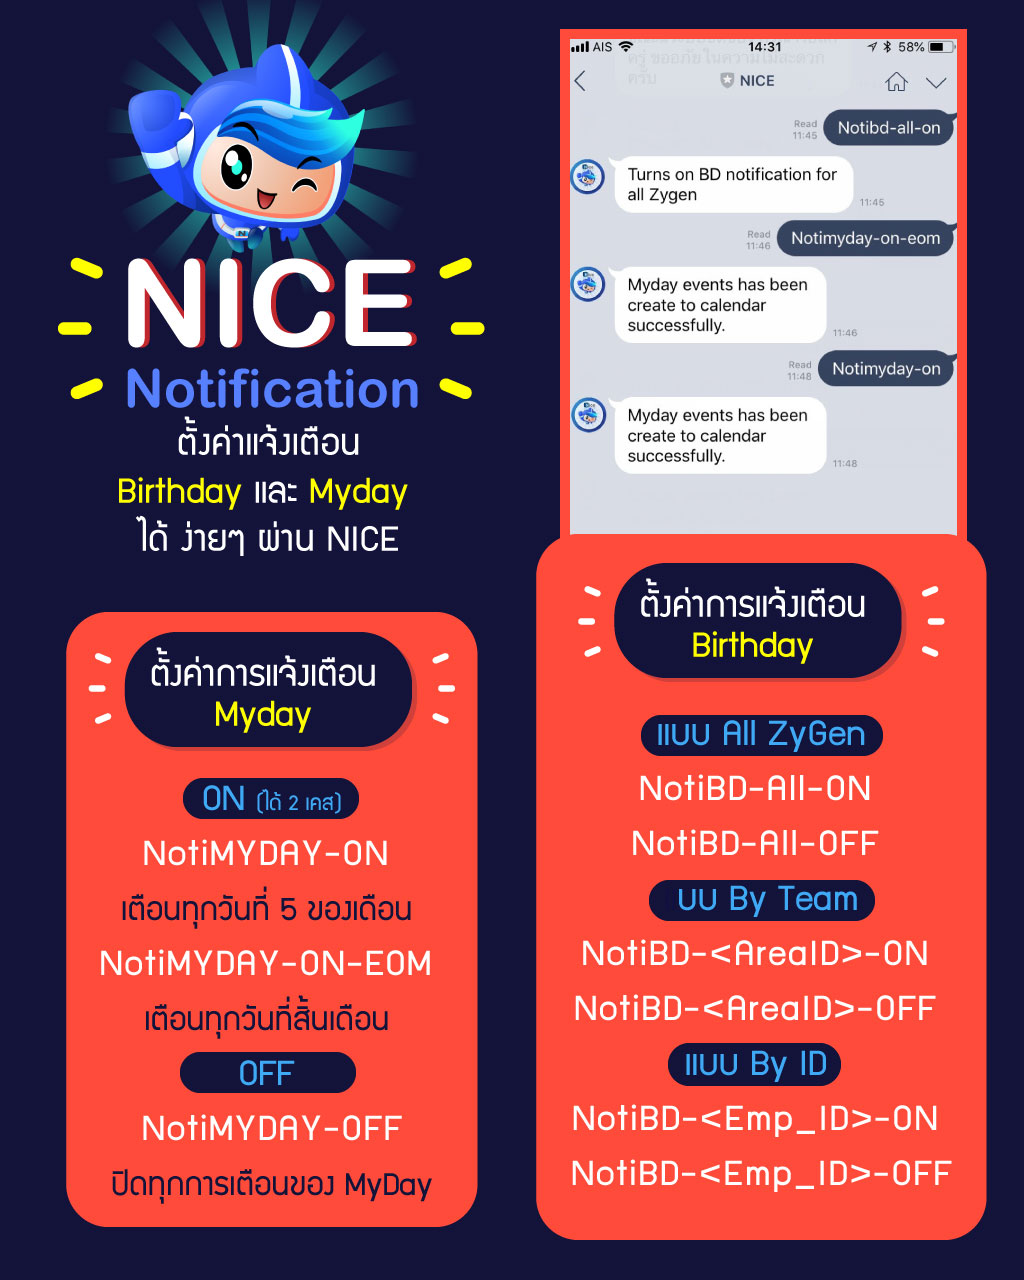 NICE
Notification
ตั้งค่าแจ้งเตือน
Birthday และ Myday
ได้ ง่ายๆ ผ่าน NICE
AIS 14:31 58%
ครู่ ขออภัยในความไม่สะดวก
ครับ
NICE
Read
11:45
Notibd-all-on
Turns on BD notification for
all Zygen
11:45
Read
11:46
Notimyday-on-eom
Myday events has been
create to calendar
successfully.
11:46
Read
11:48
Notimyday-on
Myday events has been
create to calendar
successfully.
11:48
ตั้งค่าการแจ้งเตือน
Myday
ON (ได้ 2 เคส)
NotiMYDAY-ON
เตือนทุกวันที่ 5 ของเดือน
NotiMYDAY-ON-EOM
เตือนทุกวันที่สิ้นเดือน
OFF
NotiMYDAY-OFF
ปิดทุกการเตือนของ MyDay
ตั้งค่าการแจ้งเตือน
Birthday
แบบ All ZyGen
NotiBD-All-ON
NotiBD-All-OFF
บบ By Team
NotiBD-<AreaID>-ON
NotiBD-<AreaID>-OFF
แบบ By ID
NotiBD-<Emp_ID>-ON
NotiBD-<Emp_ID>-OFF